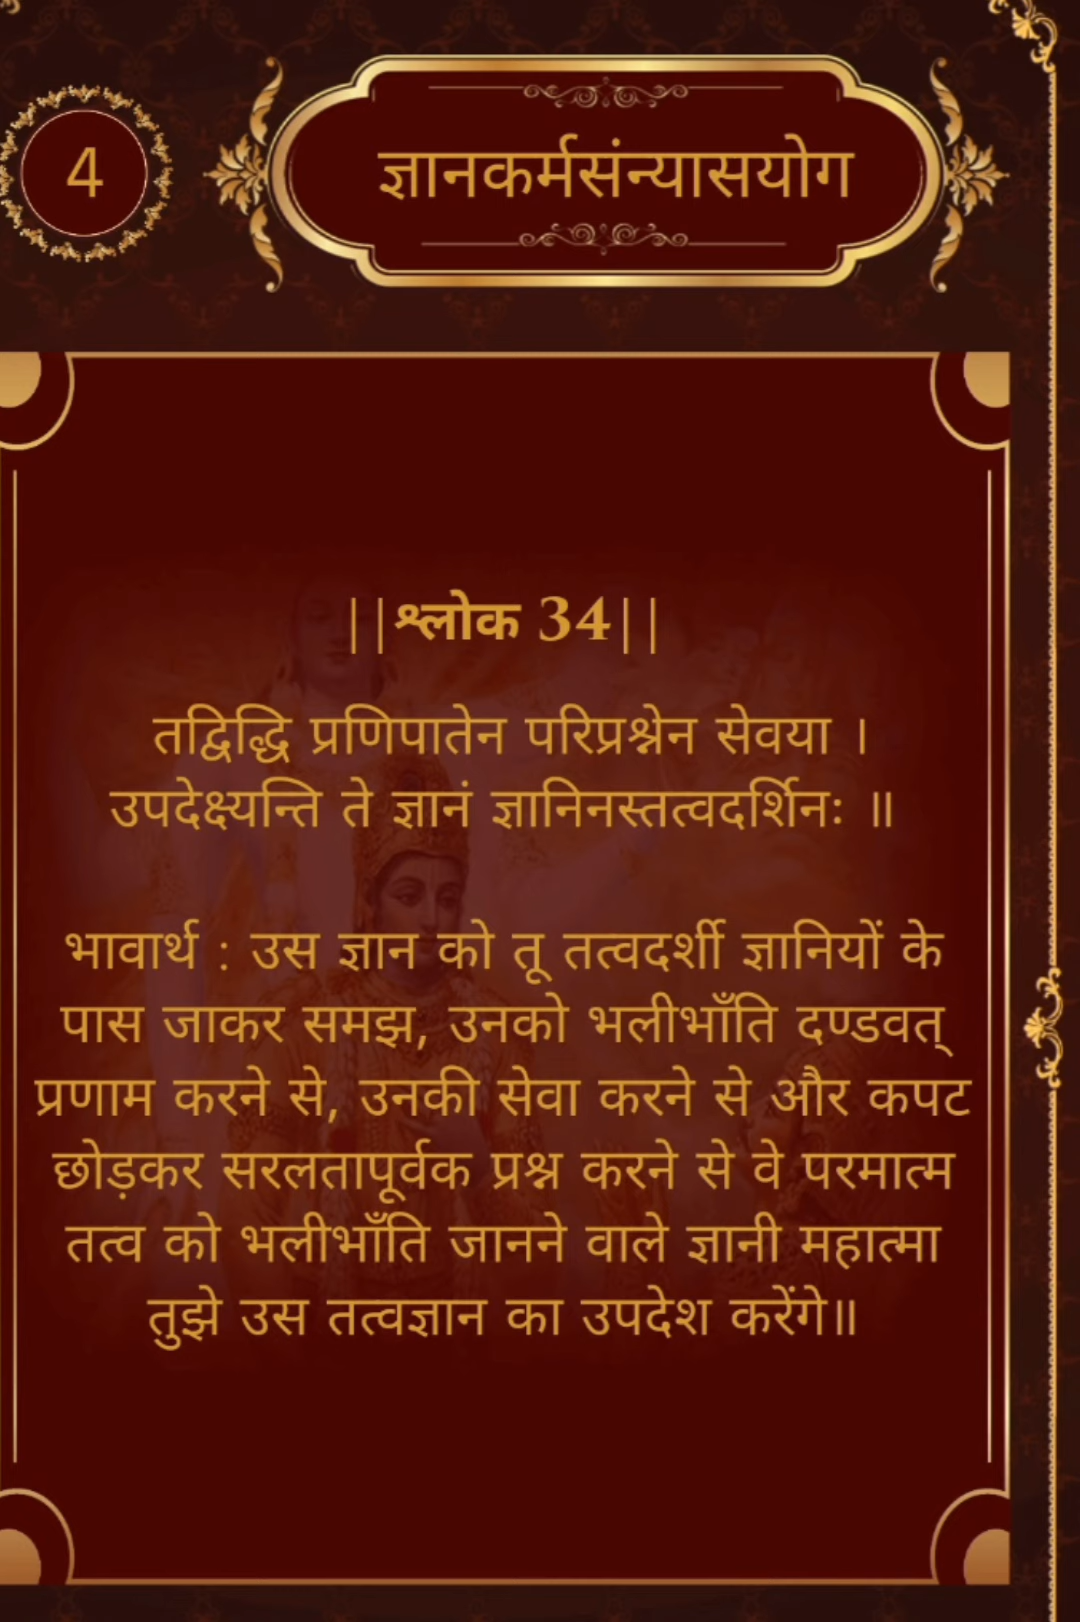 4
ज्ञानकर्मसंन्यासयोग
||श्लोक 34||
तद्विद्धि प्रणिपातेन परिप्रश्नेन सेवया ।
उपदेक्ष्यन्ति ते ज्ञानं ज्ञानिनस्तत्वदर्शिनः ॥
भावार्थ : उस ज्ञान को तू तत्वदर्शी ज्ञानियों के
पास जाकर समझ, उनको भलीभाँति दण्डवत्
प्रणाम करने से, उनकी सेवा करने से और कपट
छोड़कर सरलतापूर्वक प्रश्न करने से वे परमात्म
तत्व को भलीभाँति जानने वाले ज्ञानी महात्मा
तुझे उस तत्वज्ञान का उपदेश करेंगे॥